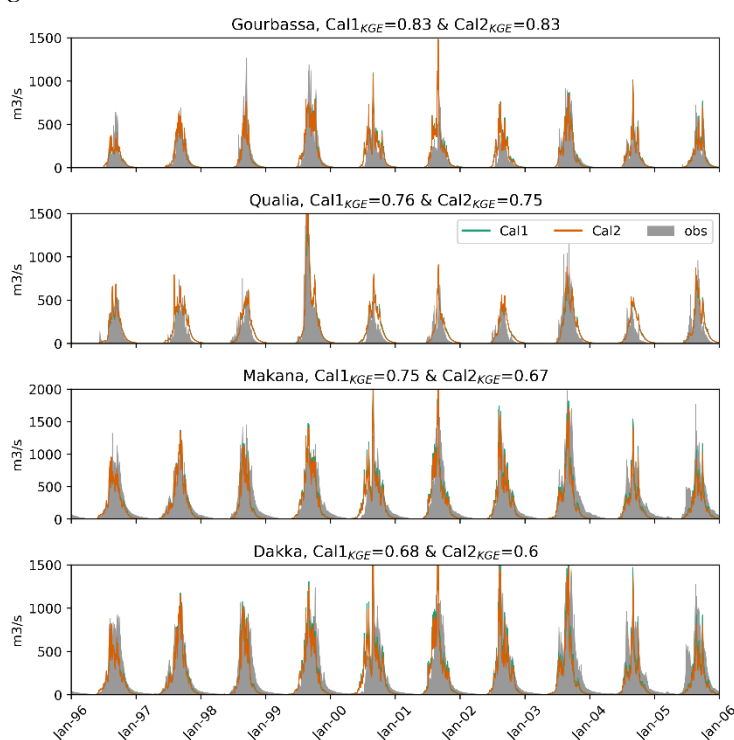 Gourbassa, Cal1KGE=0.83 & Cal2KGE=0.83
1500
1000
500
0
m3/s
Qualia, Cal1KGE=0.76 & Cal2KGE=0.75
1500
1000
500
0
m3/s
Cal1 Cal2 obs
Makana, Cal1KGE=0.75 & Cal2KGE=0.67
2000
1500
1000
500
0
m3/s
Dakka, Cal1KGE=0.68 & Cal2KGE=0.6
1500
1000
500
0
m3/s
Jan-96 Jan-97 Jan-98 Jan-99 Jan-00 Jan-01 Jan-02 Jan-03 Jan-04 Jan-05 Jan-06